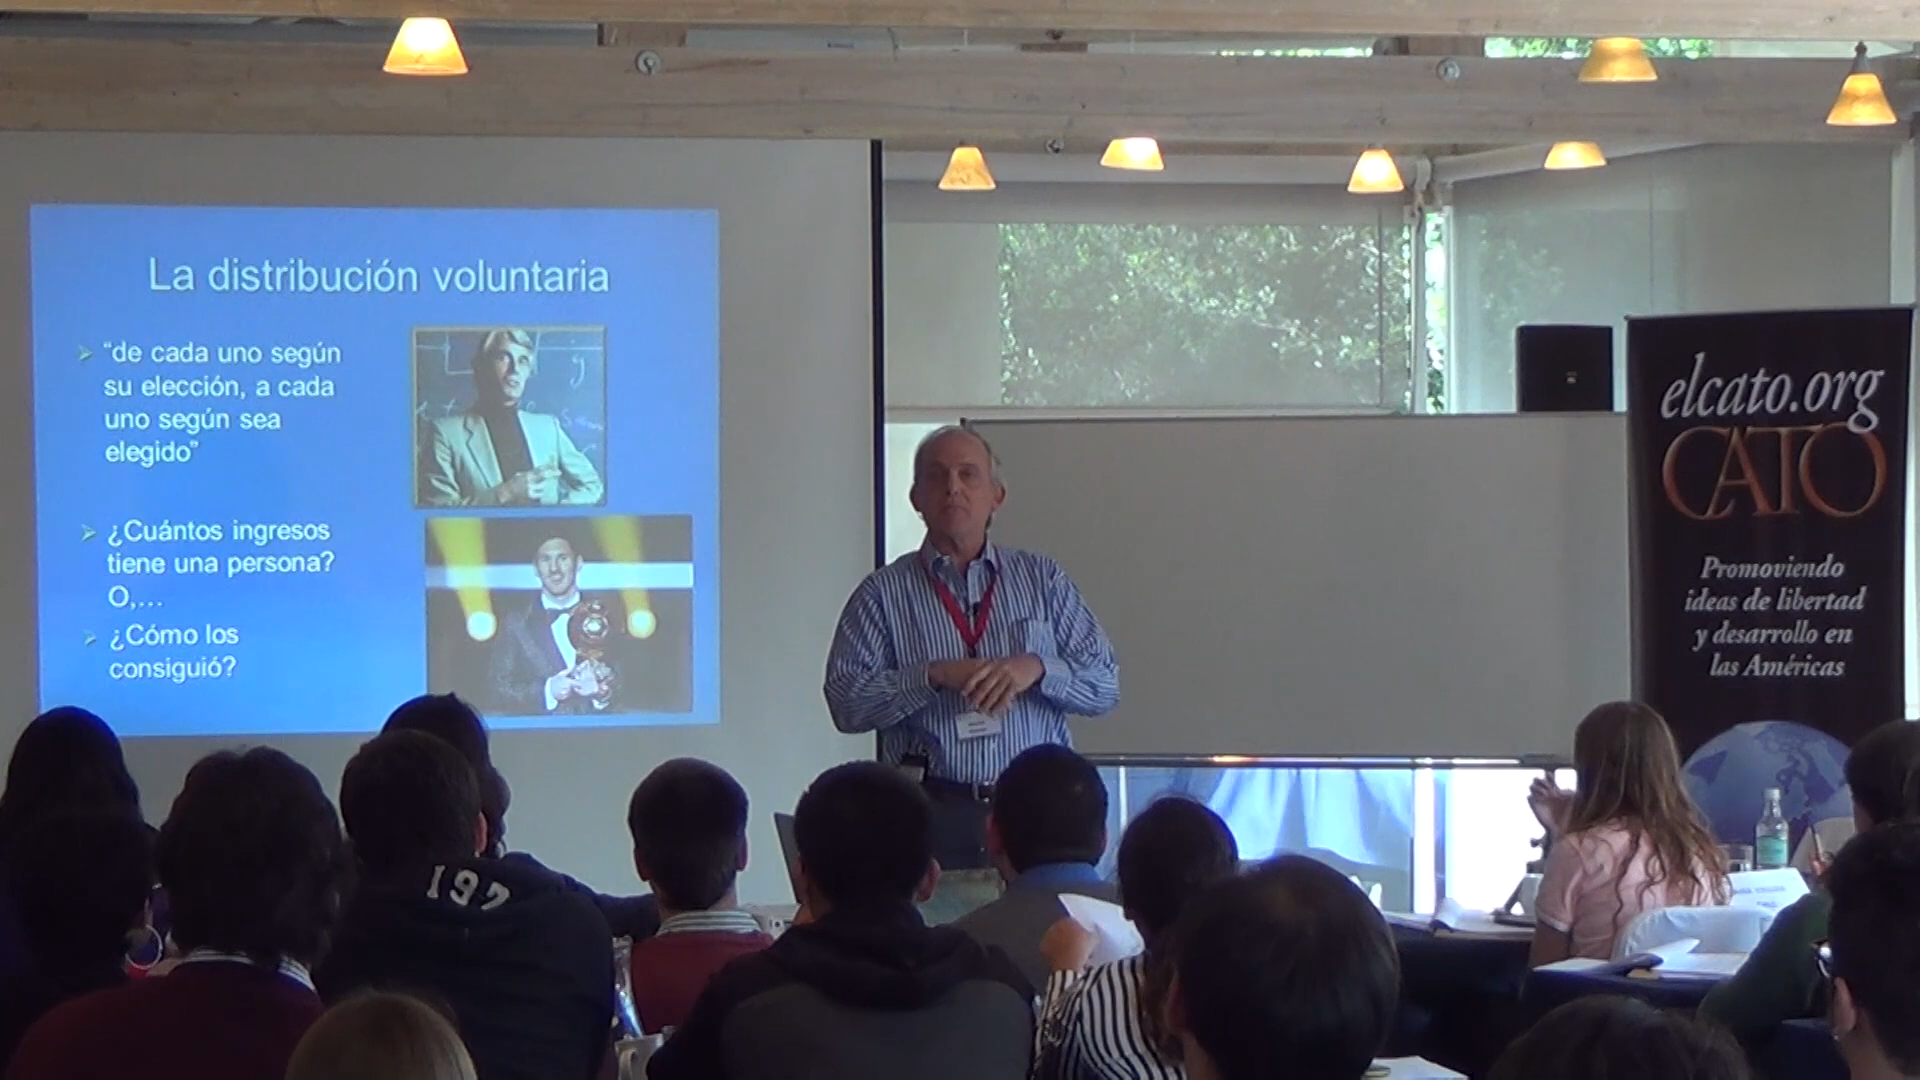 La distribución voluntaria
“de cada uno según
su elección, a cada
uno según sea
elegido”
¿Cuántos ingresos
tiene una persona?
O,...
¿Cómo los
consiguió?
elcato.org
CATO
Promoviendo
ideas de libertad
y desarrollo en
las Américas
197